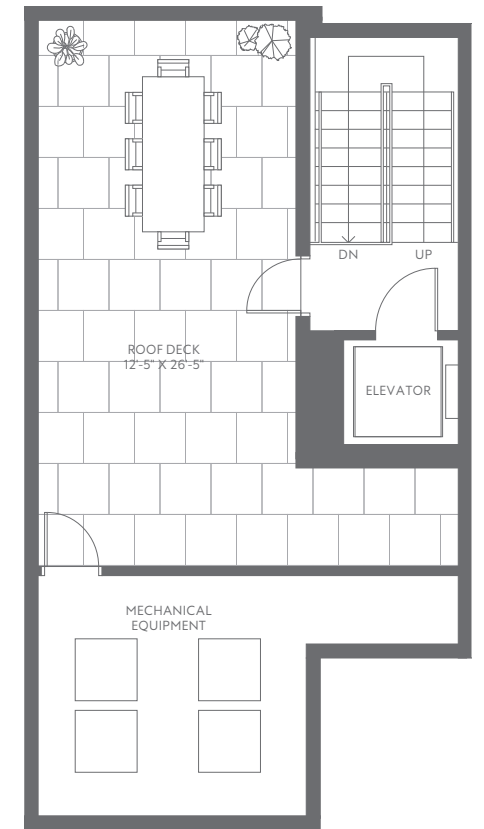 DN
UP
ROOF DECK
12'-5" X 26'-5"
ELEVATOR
MECHANICAL
EQUIPMENT